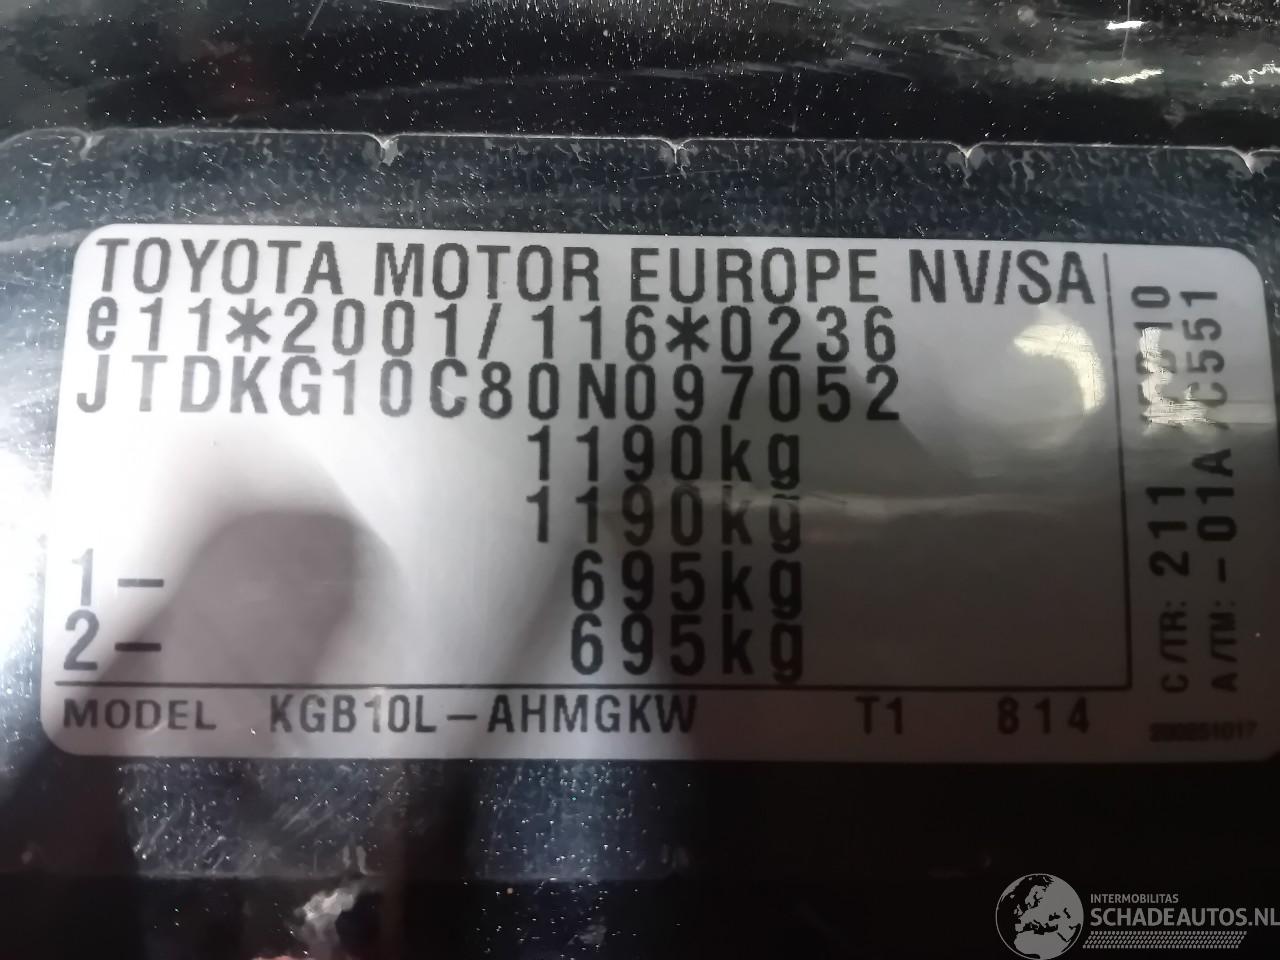 TOYOTA MOTOR EUROPE NV/SA
e11*2001/116*0236
JTDKG10C80N097052
1190kg
1190kg
1- 695kg
2- 695kg
MODEL KGB10L-AHMGKW T1 814
C/TR: 211
A/TM: -01A /C551
INTERMOBILITAS
SCHADEAUTOS.NL